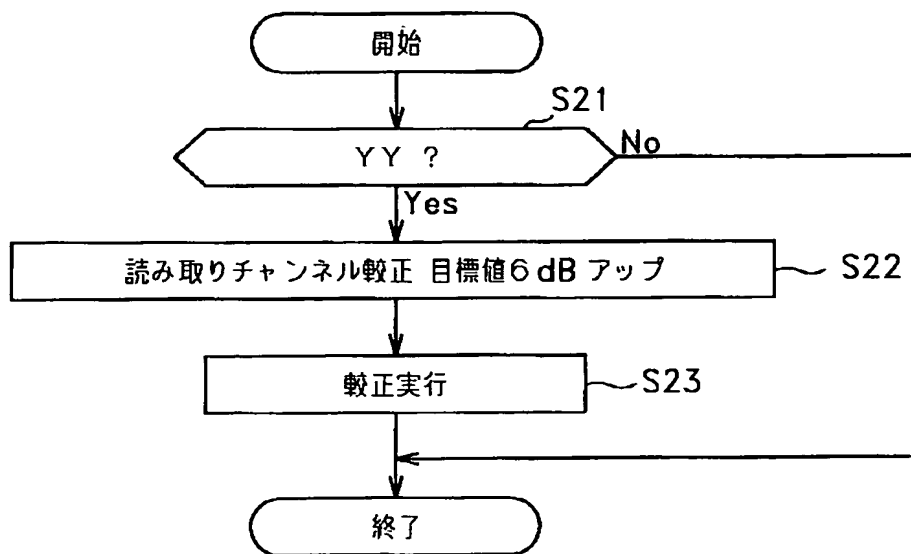 開始
S21
YY ?
No
Yes
読み取りチャンネル較正 目標値6dB アップ
S22
較正実行
S23
終了